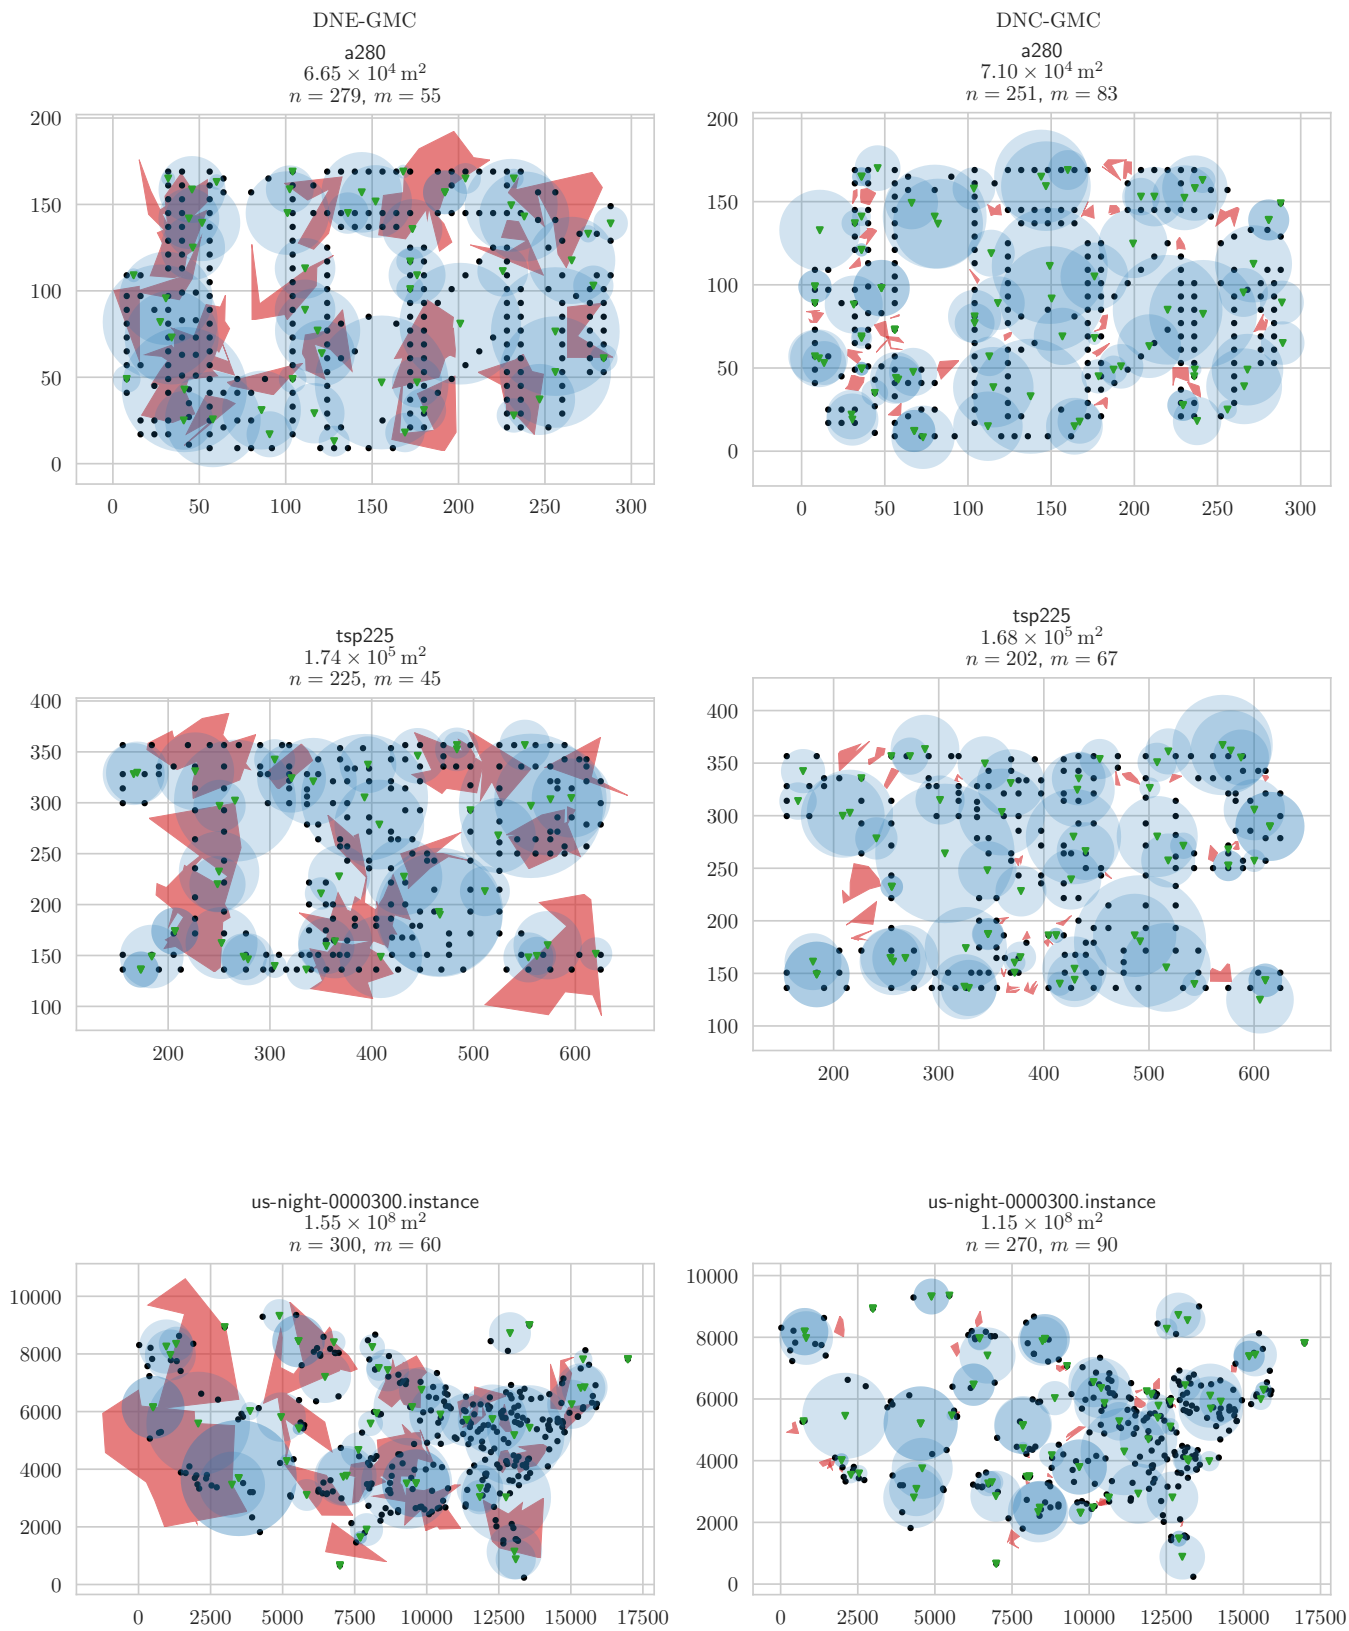 DNE-GMC
DNC-GMC
a280
6.65 × 10⁴ m²
n = 279, m = 55
200
150
100
50
0
0 50 100 150 200 250 300
a280
7.10 × 10⁴ m²
n = 251, m = 83
200
150
100
50
0
0 50 100 150 200 250 300
tsp225
1.74 × 10⁵ m²
n = 225, m = 45
400
350
300
250
200
150
100
200 300 400 500 600
tsp225
1.68 × 10⁵ m²
n = 202, m = 67
400
350
300
250
200
150
100
200 300 400 500 600
us-night-0000300.instance
1.55 × 10⁸ m²
n = 300, m = 60
10000
8000
6000
4000
2000
0
0 2500 5000 7500 10000 12500 15000 17500
us-night-0000300.instance
1.15 × 10⁸ m²
n = 270, m = 90
10000
8000
6000
4000
2000
0
0 2500 5000 7500 10000 12500 15000 17500